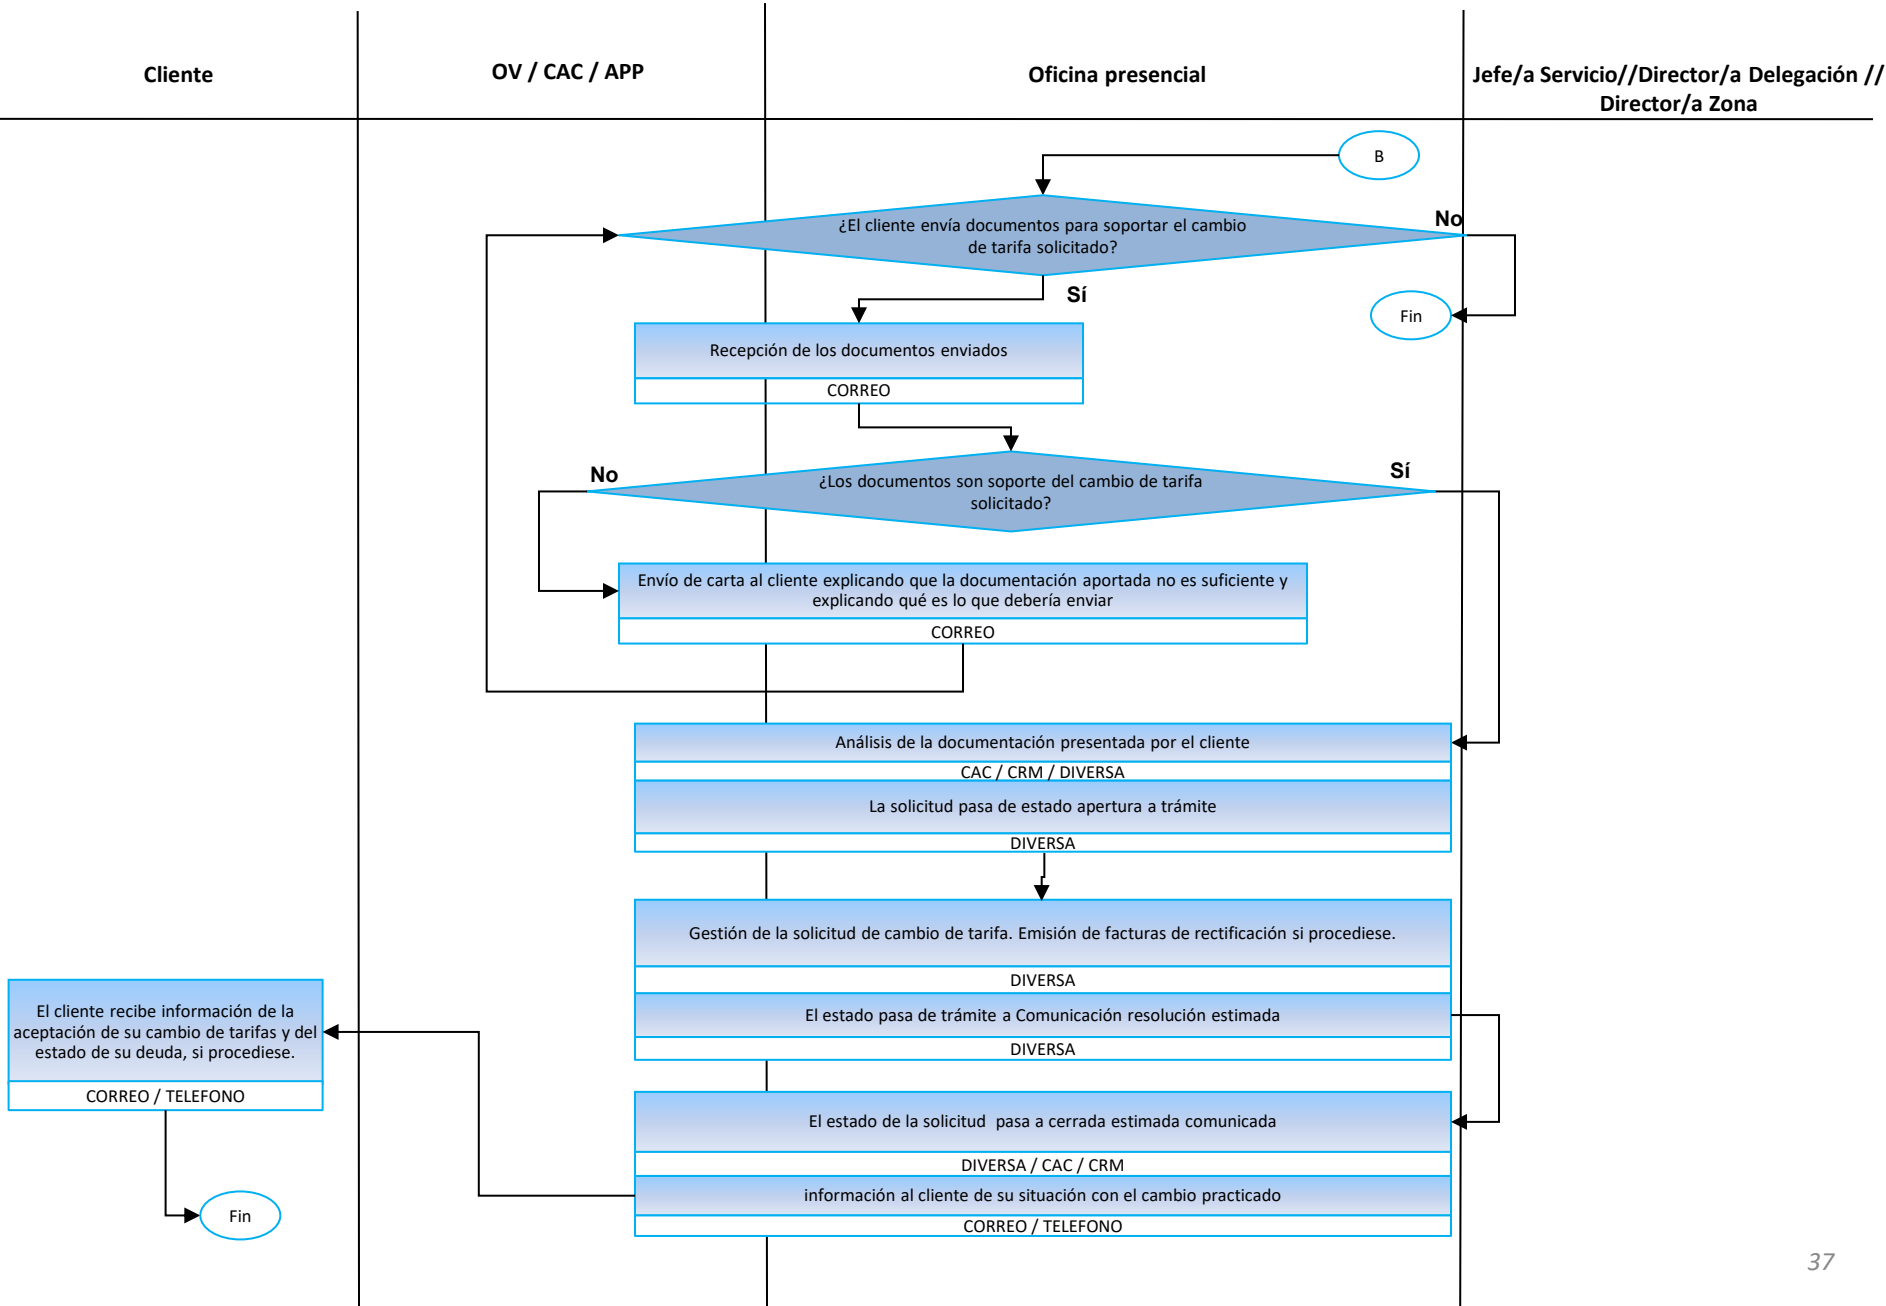 Cliente
OV / CAC / APP
Oficina presencial
Jefe/a Servicio//Director/a Delegación //
Director/a Zona
B
¿El cliente envía documentos para soportar el cambio
de tarifa solicitado?
No
Sí
Fin
Recepción de los documentos enviados
CORREO
No
¿Los documentos son soporte del cambio de tarifa
solicitado?
Sí
Envío de carta al cliente explicando que la documentación aportada no es suficiente y
explicando qué es lo que debería enviar
CORREO
Análisis de la documentación presentada por el cliente
CAC / CRM / DIVERSA
La solicitud pasa de estado apertura a trámite
DIVERSA
Gestión de la solicitud de cambio de tarifa. Emisión de facturas de rectificación si procediese.
DIVERSA
El estado pasa de trámite a Comunicación resolución estimada
DIVERSA
El cliente recibe información de la
aceptación de su cambio de tarifas y del
estado de su deuda, si procediese.
CORREO / TELEFONO
El estado de la solicitud  pasa a cerrada estimada comunicada
DIVERSA / CAC / CRM
información al cliente de su situación con el cambio practicado
CORREO / TELEFONO
Fin
37